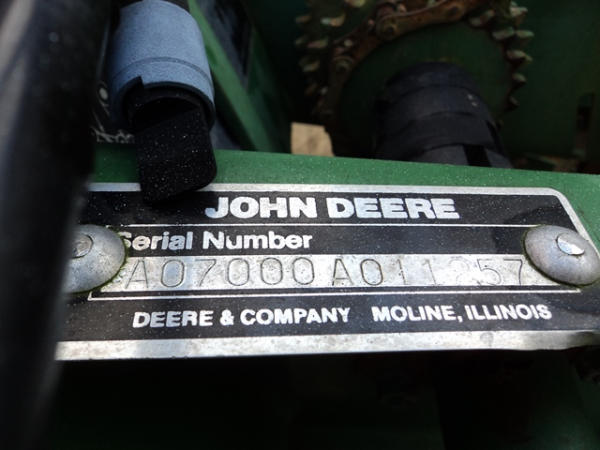 JOHN DEERE
Serial Number
A07000A011257
DEERE & COMPANY MOLINE, ILLINOIS